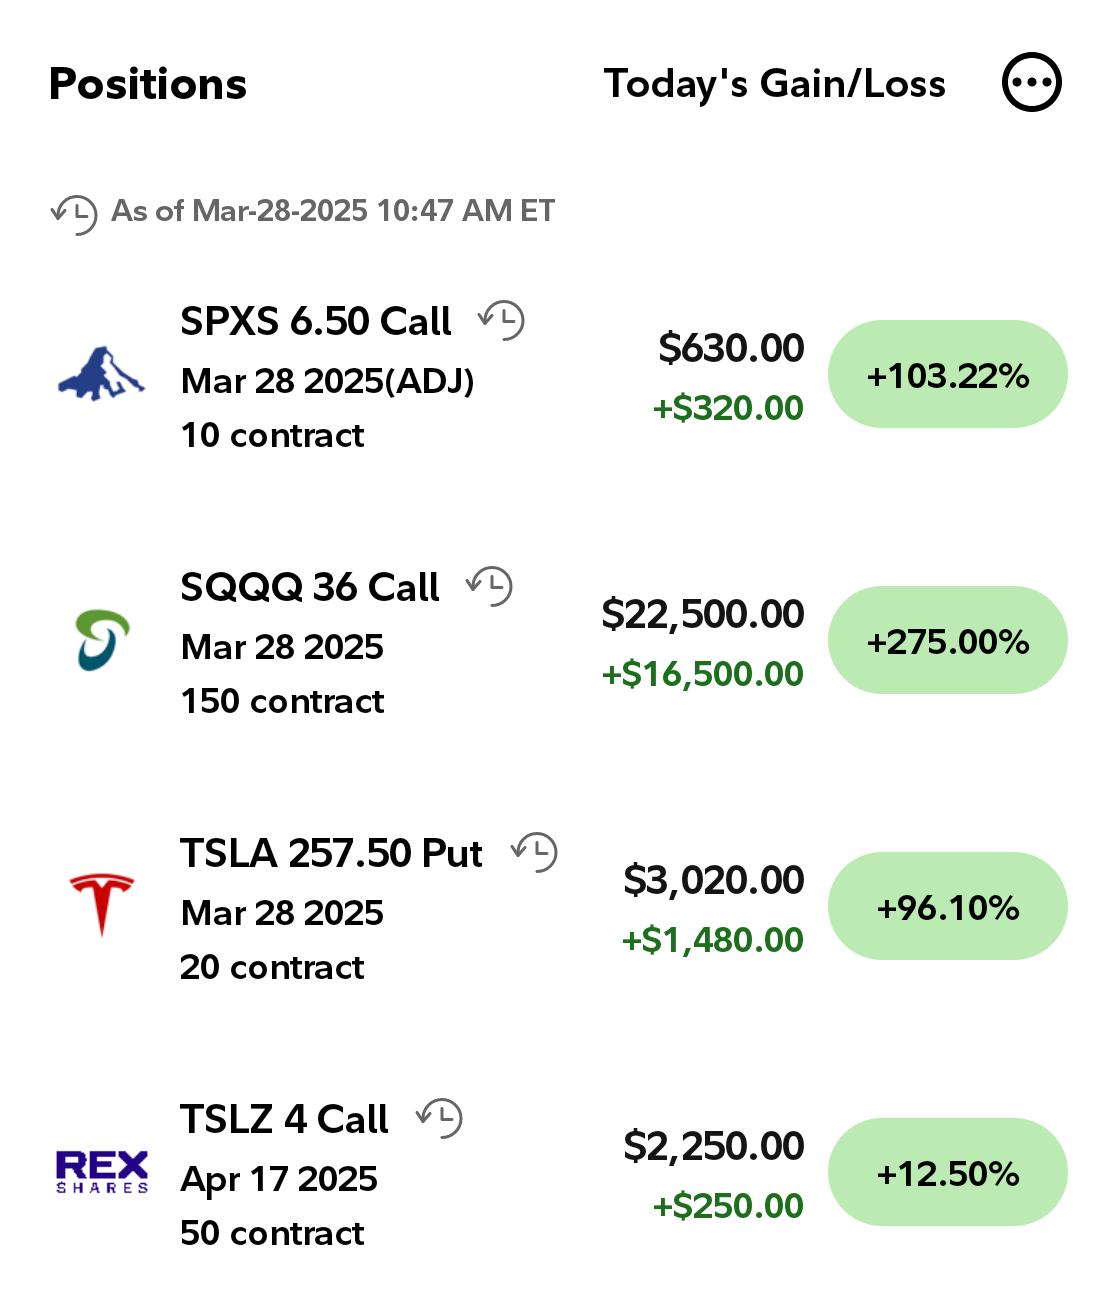 Positions
Today's Gain/Loss
As of Mar-28-2025 10:47 AM ET
SPXS 6.50 Call
Mar 28 2025(ADJ)
10 contract
$630.00
+$320.00
+103.22%
SQQQ 36 Call
Mar 28 2025
150 contract
$22,500.00
+$16,500.00
+275.00%
TSLA 257.50 Put
Mar 28 2025
20 contract
$3,020.00
+$1,480.00
+96.10%
REX
SHARES
TSLZ 4 Call
Apr 17 2025
50 contract
$2,250.00
+$250.00
+12.50%